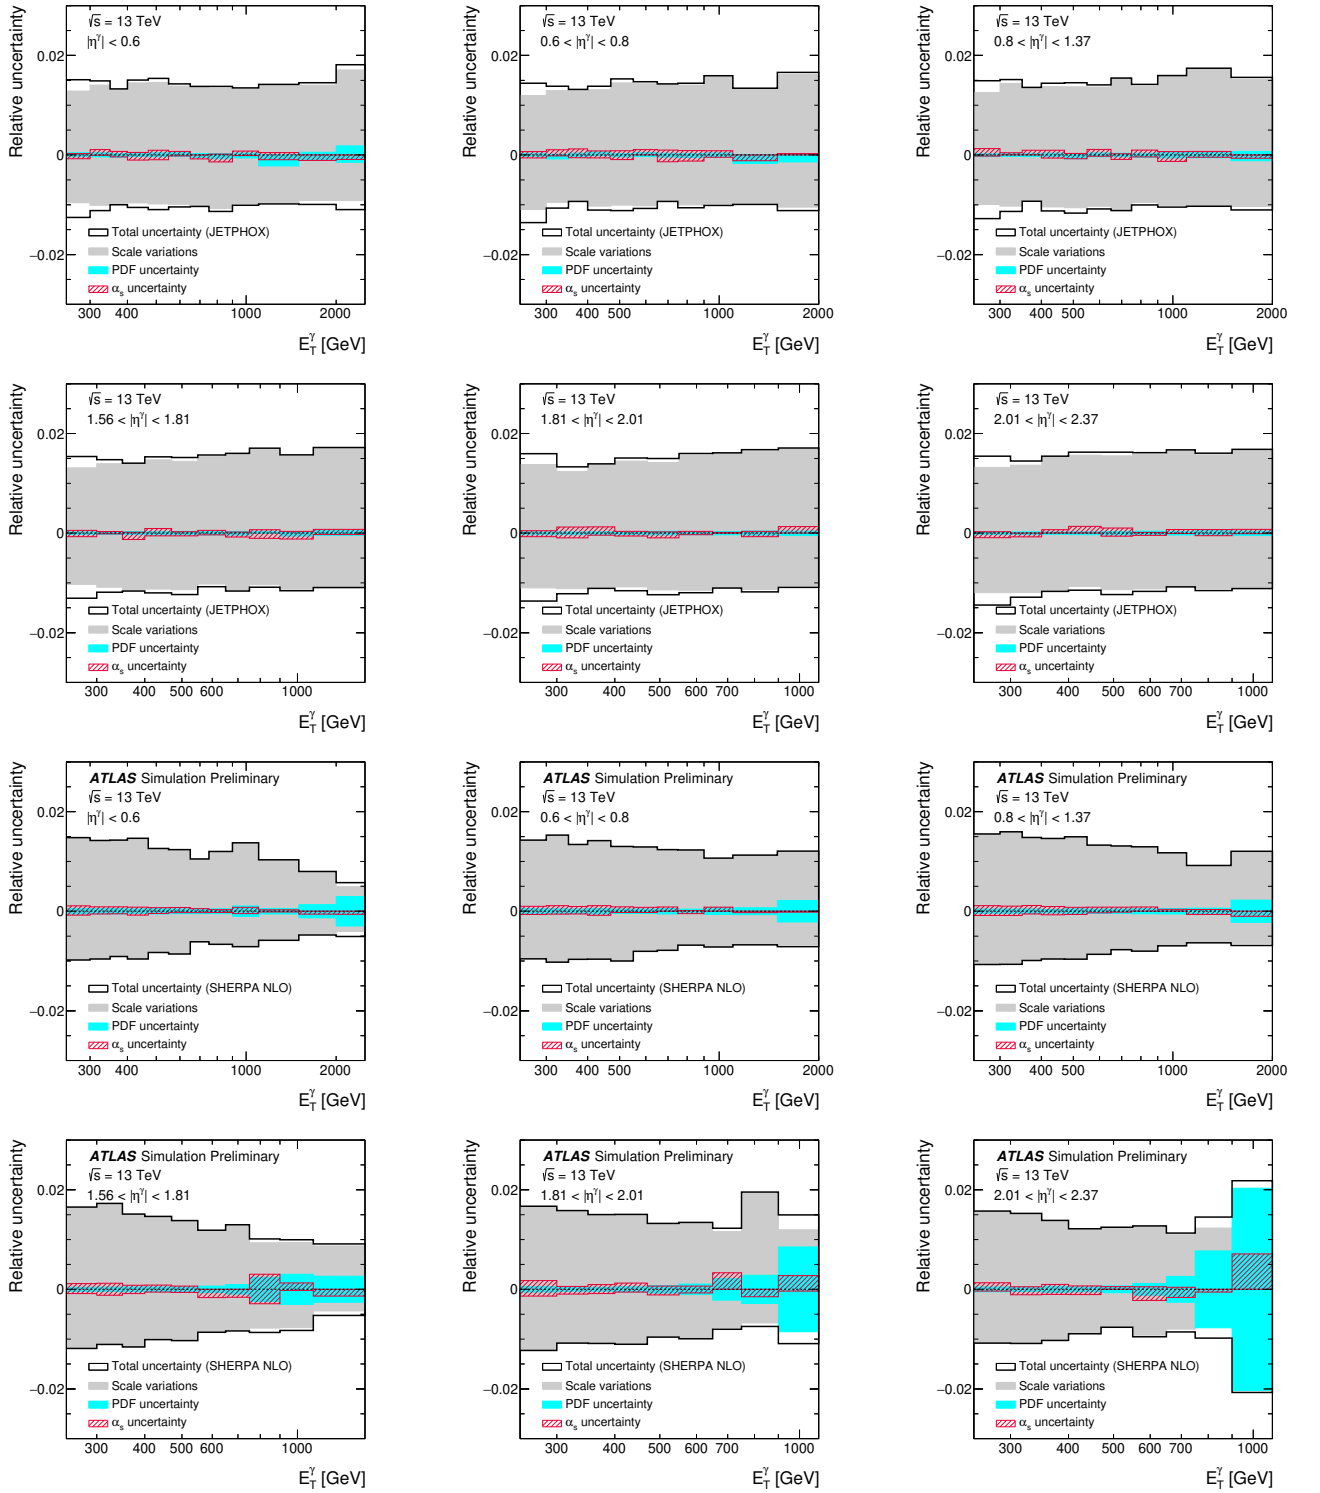 Relative uncertainty
√s = 13 TeV
|η^γ| < 0.6
0.02
0
−0.02
Total uncertainty (JETPHOX)
Scale variations
PDF uncertainty
α_s uncertainty
300 400 1000 2000
E_T^γ [GeV]
Relative uncertainty
√s = 13 TeV
0.6 < |η^γ| < 0.8
0.02
0
−0.02
Total uncertainty (JETPHOX)
Scale variations
PDF uncertainty
α_s uncertainty
300 400 500 1000 2000
E_T^γ [GeV]
Relative uncertainty
√s = 13 TeV
0.8 < |η^γ| < 1.37
0.02
0
−0.02
Total uncertainty (JETPHOX)
Scale variations
PDF uncertainty
α_s uncertainty
300 400 500 1000 2000
E_T^γ [GeV]
Relative uncertainty
√s = 13 TeV
1.56 < |η^γ| < 1.81
0.02
0
−0.02
Total uncertainty (JETPHOX)
Scale variations
PDF uncertainty
α_s uncertainty
300 400 500 600 1000
E_T^γ [GeV]
Relative uncertainty
√s = 13 TeV
1.81 < |η^γ| < 2.01
0.02
0
−0.02
Total uncertainty (JETPHOX)
Scale variations
PDF uncertainty
α_s uncertainty
300 400 500 600 700 1000
E_T^γ [GeV]
Relative uncertainty
√s = 13 TeV
2.01 < |η^γ| < 2.37
0.02
0
−0.02
Total uncertainty (JETPHOX)
Scale variations
PDF uncertainty
α_s uncertainty
300 400 500 600 700 1000
E_T^γ [GeV]
Relative uncertainty
ATLAS Simulation Preliminary
√s = 13 TeV
|η^γ| < 0.6
0.02
0
−0.02
Total uncertainty (SHERPA NLO)
Scale variations
PDF uncertainty
α_s uncertainty
300 400 1000 2000
E_T^γ [GeV]
Relative uncertainty
ATLAS Simulation Preliminary
√s = 13 TeV
0.6 < |η^γ| < 0.8
0.02
0
−0.02
Total uncertainty (SHERPA NLO)
Scale variations
PDF uncertainty
α_s uncertainty
300 400 500 1000 2000
E_T^γ [GeV]
Relative uncertainty
ATLAS Simulation Preliminary
√s = 13 TeV
0.8 < |η^γ| < 1.37
0.02
0
−0.02
Total uncertainty (SHERPA NLO)
Scale variations
PDF uncertainty
α_s uncertainty
300 400 500 1000 2000
E_T^γ [GeV]
Relative uncertainty
ATLAS Simulation Preliminary
√s = 13 TeV
1.56 < |η^γ| < 1.81
0.02
0
−0.02
Total uncertainty (SHERPA NLO)
Scale variations
PDF uncertainty
α_s uncertainty
300 400 500 600 1000
E_T^γ [GeV]
Relative uncertainty
ATLAS Simulation Preliminary
√s = 13 TeV
1.81 < |η^γ| < 2.01
0.02
0
−0.02
Total uncertainty (SHERPA NLO)
Scale variations
PDF uncertainty
α_s uncertainty
300 400 500 600 700 1000
E_T^γ [GeV]
Relative uncertainty
ATLAS Simulation Preliminary
√s = 13 TeV
2.01 < |η^γ| < 2.37
0.02
0
−0.02
Total uncertainty (SHERPA NLO)
Scale variations
PDF uncertainty
α_s uncertainty
300 400 500 600 700 1000
E_T^γ [GeV]